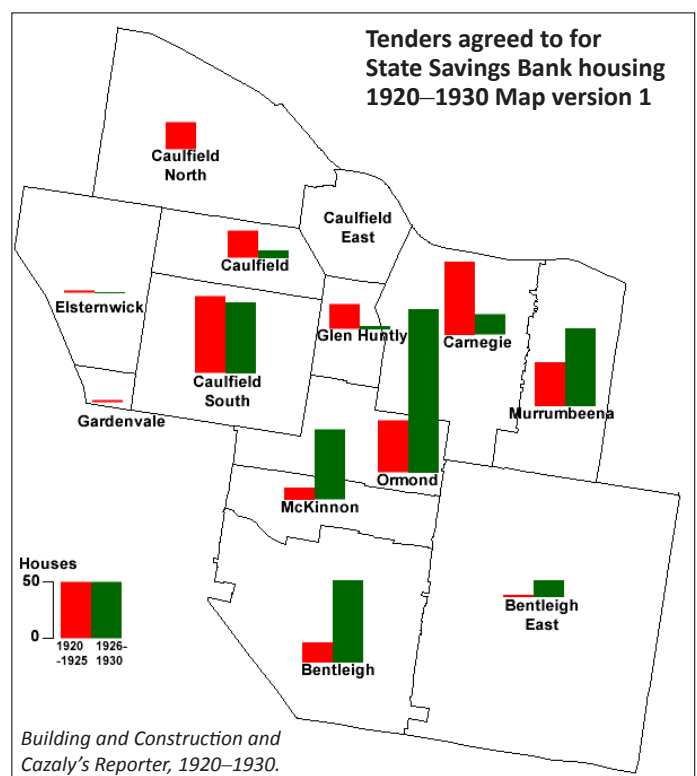 Tenders agreed to for
State Savings Bank housing
1920–1930 Map version 1
Caulfield
North
Caulfield
East
Caulfield
Elsternwick
Glen Huntly
Carnegie
Caulfield
South
Gardenvale
Murrumbeena
Ormond
McKinnon
Bentleigh
East
Bentleigh
Houses
50
0
1920
-1925
1926-
1930
Building and Construction and
Cazaly's Reporter, 1920–1930.